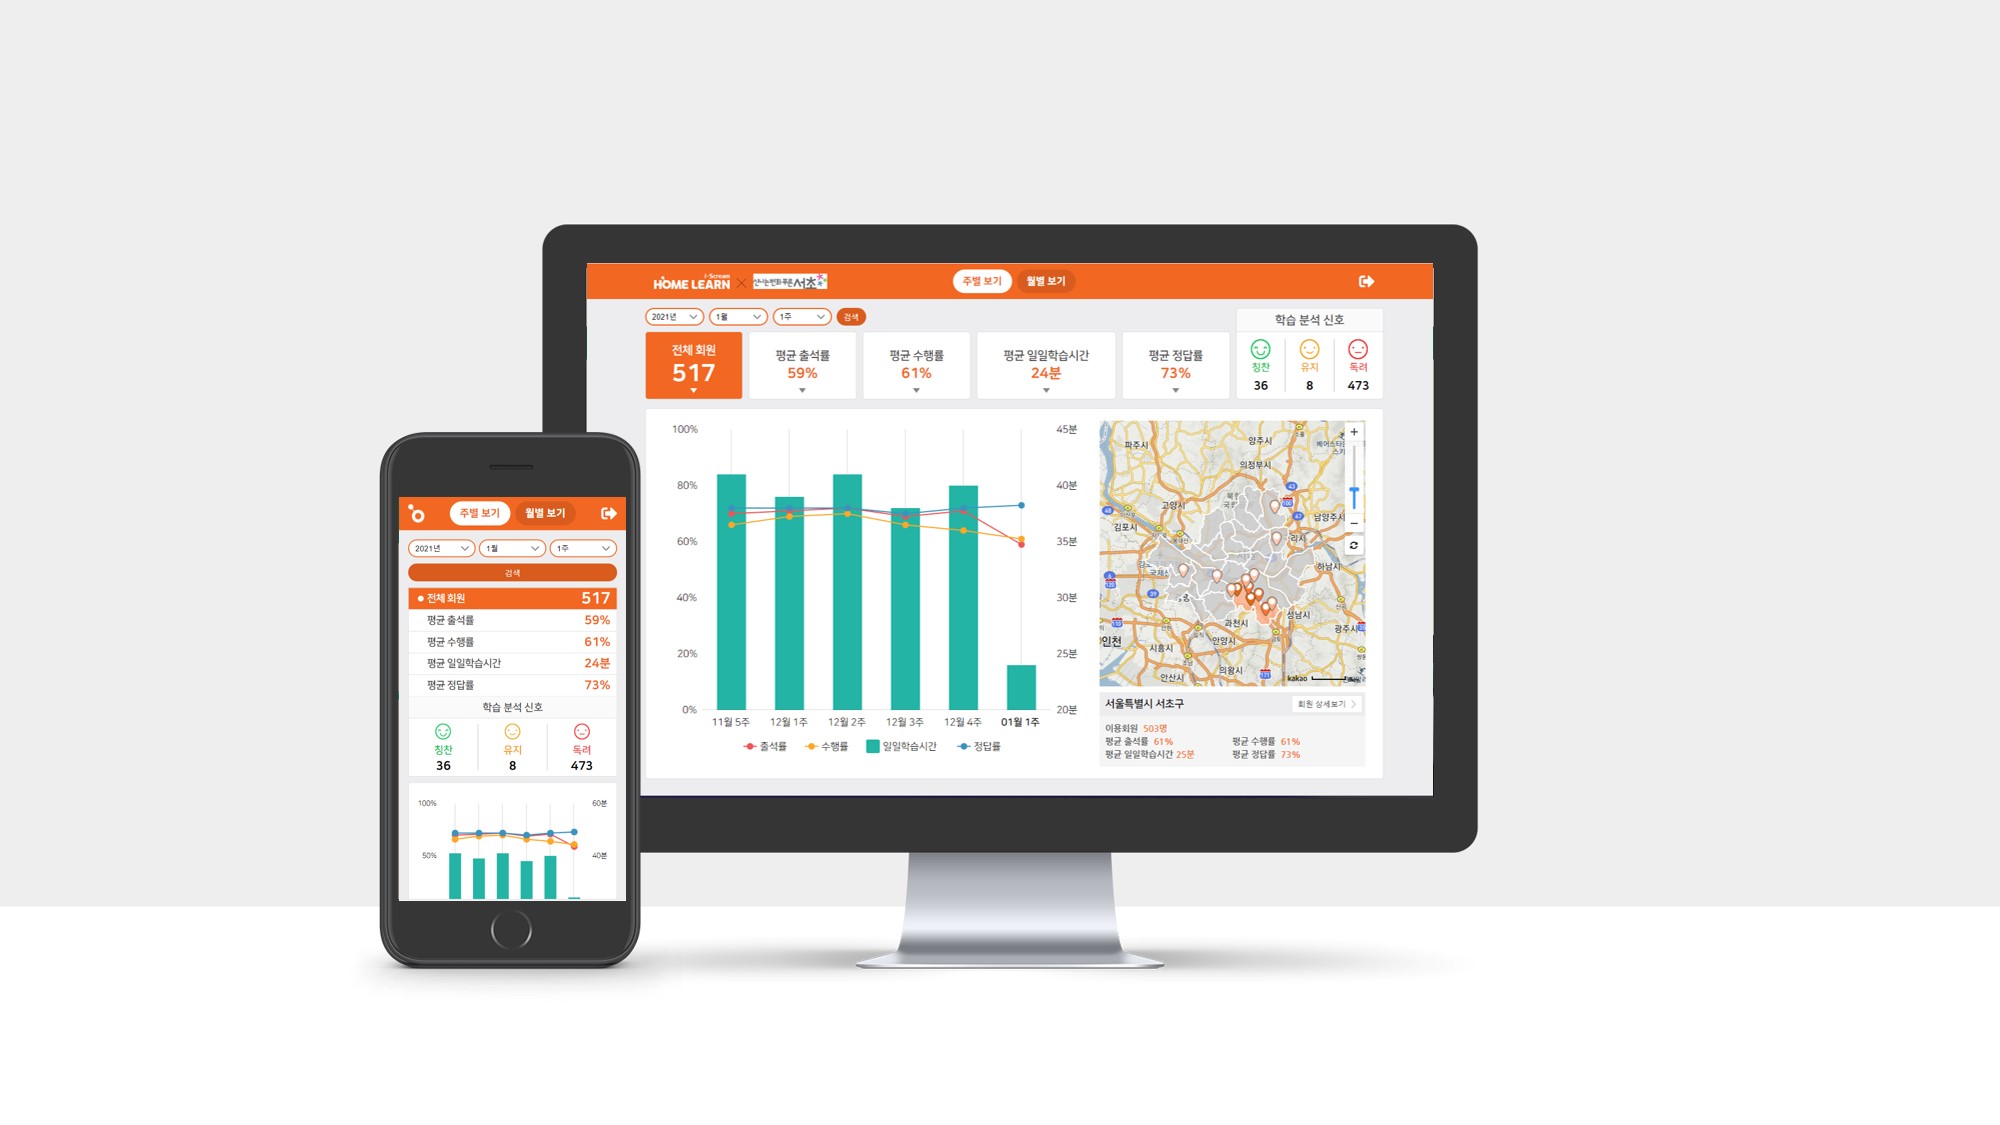 i-Scream
HOME LEARN
서초
주별 보기
월별 보기
2021년
1월
1주
검색
전체 회원
517
평균 출석률
59%
평균 수행률
61%
평균 일일학습시간
24분
평균 정답률
73%
학습 분석 신호
칭찬
유지
독려
36
8
473
100%
80%
60%
40%
20%
0%
45분
40분
35분
30분
25분
20분
11월 5주
12월 1주
12월 2주
12월 3주
12월 4주
01월 1주
출석률
수행률
일일학습시간
정답률
파주시
양주시
의정부시
고양시
김포시
남양주시
하남시
성남시
과천시
광주시
인천
안양시
시흥시
의왕시
안산시
kakao
서울특별시 서초구
회원 상세보기
이용회원 503명
평균 출석률 61%
평균 수행률 61%
평균 일일학습시간 25분
평균 정답률 73%
주별 보기
월별 보기
2021년
1월
1주
검색
전체 회원 517
평균 출석률 59%
평균 수행률 61%
평균 일일학습시간 24분
평균 정답률 73%
학습 분석 신호
칭찬
유지
독려
36
8
473
100%
60분
50%
40분